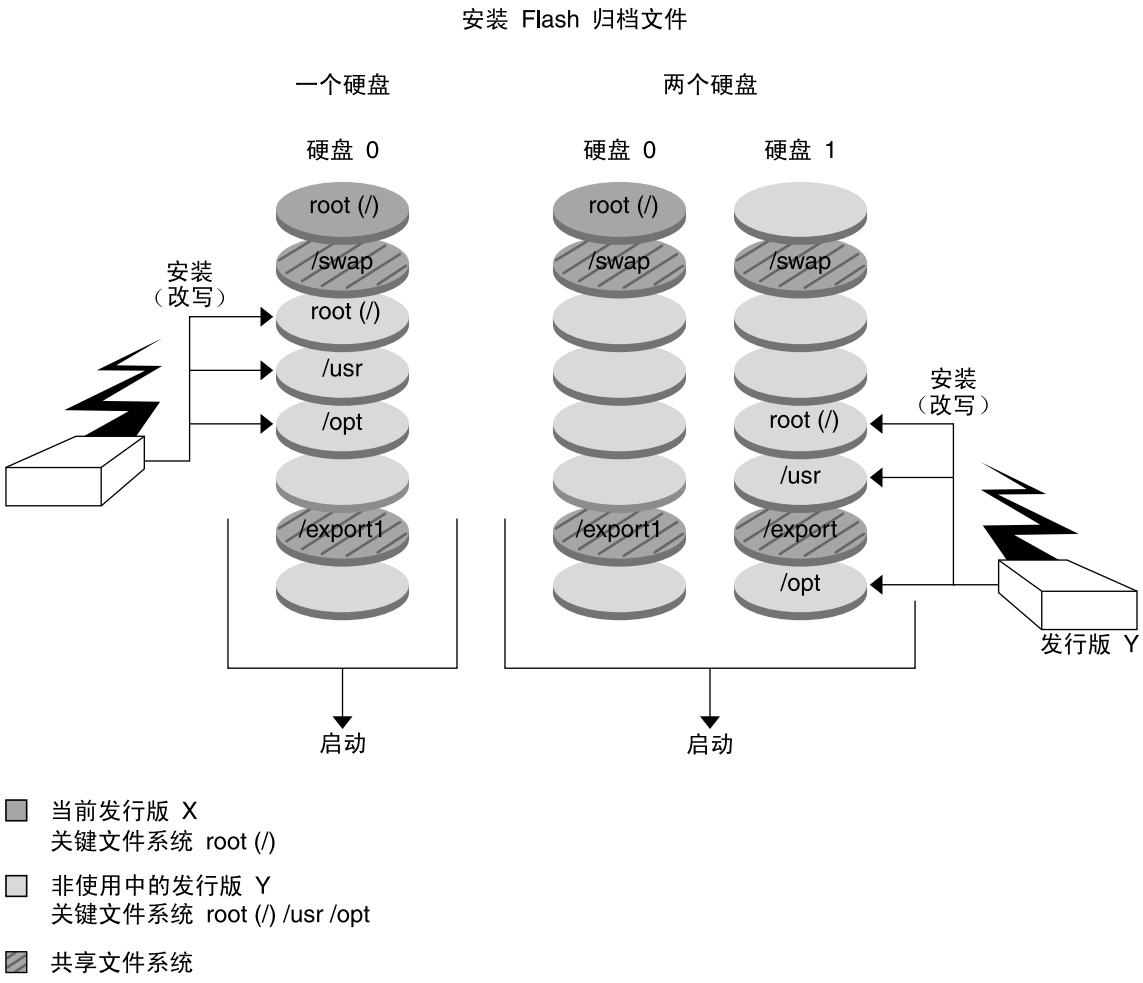 安装 Flash 归档文件
一个硬盘
两个硬盘
硬盘 0
硬盘 0
硬盘 1
root (/)
/swap
root (/)
/usr
/opt
/export1
安装
（改写）
root (/)
/swap
/export1
/swap
root (/)
/usr
/export
/opt
安装
（改写）
发行版 Y
启动
启动
当前发行版 X
关键文件系统 root (/)
非使用中的发行版 Y
关键文件系统 root (/) /usr /opt
共享文件系统